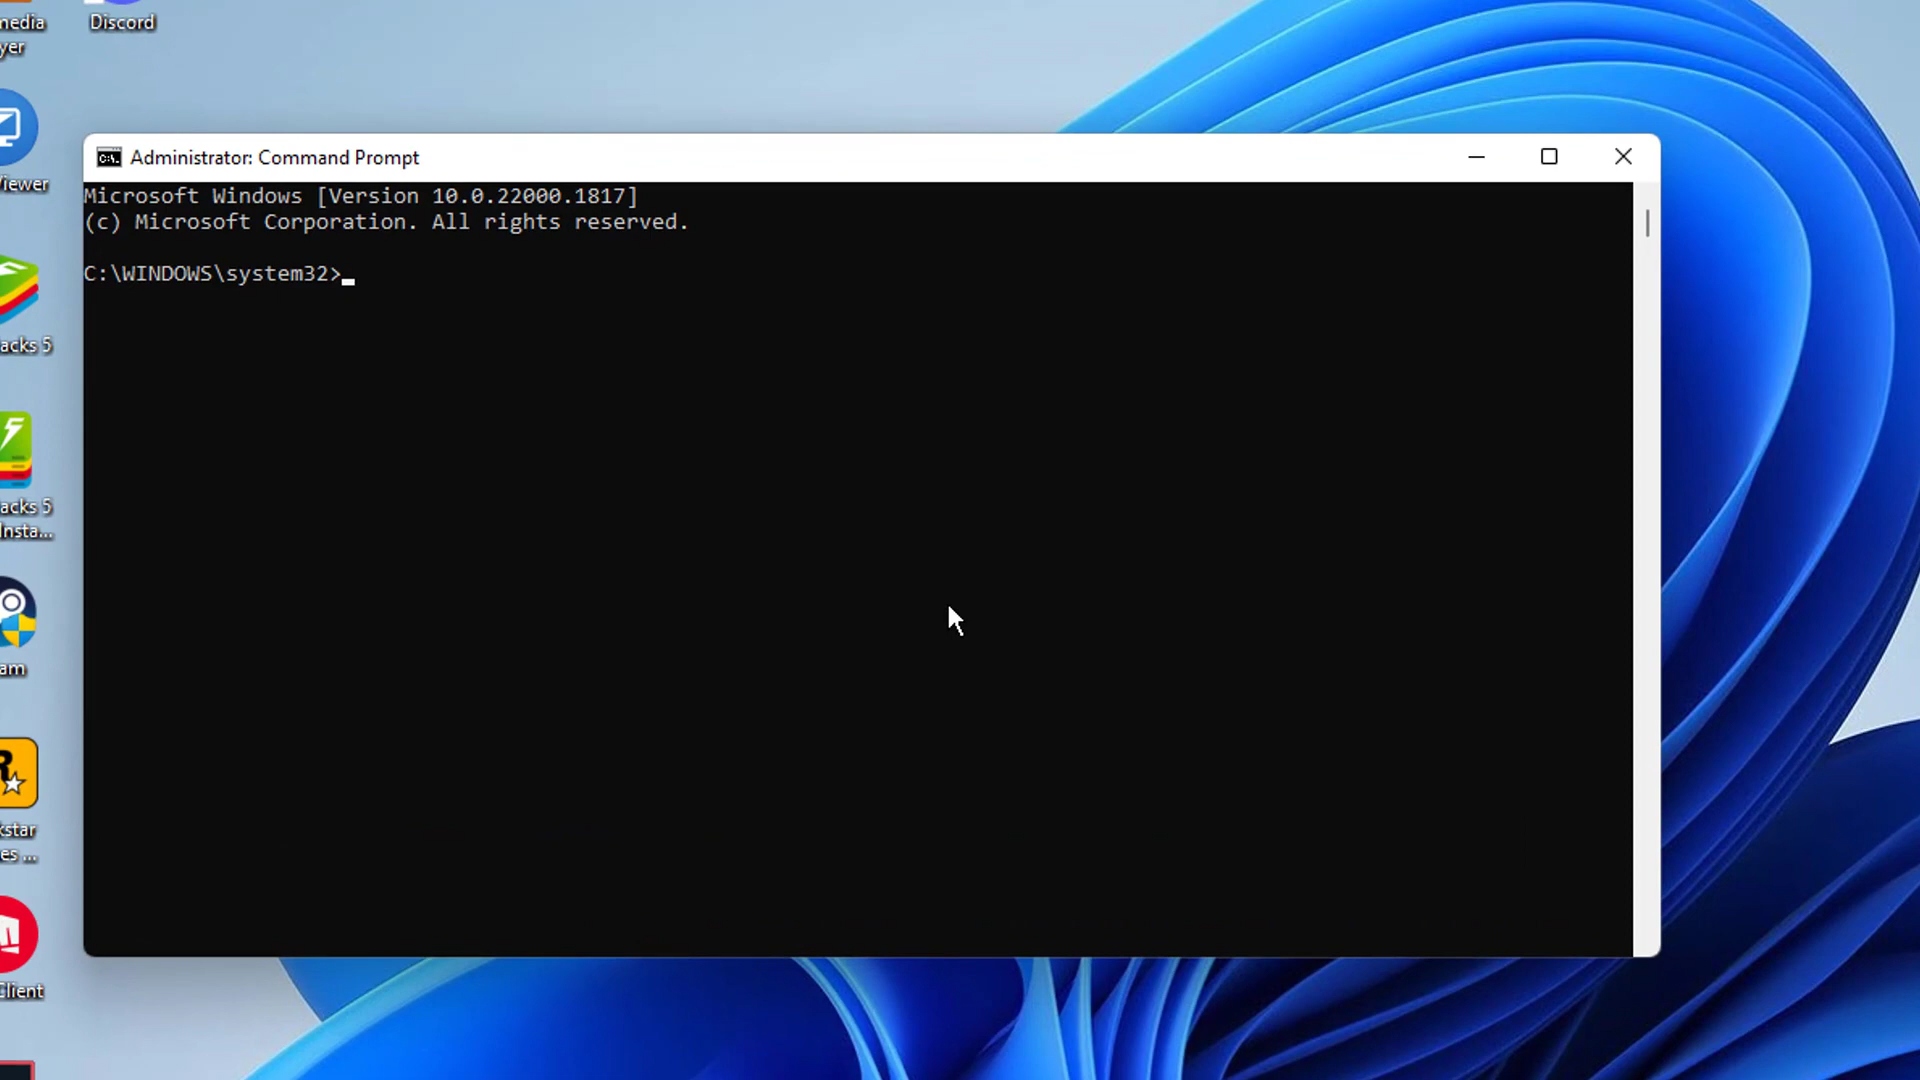 media
yer
Discord
Viewer
acks 5
acks 5
Insta...
am
kstar
es ...
Client
Administrator: Command Prompt
Microsoft Windows [Version 10.0.22000.1817]
(c) Microsoft Corporation. All rights reserved.
C:\WINDOWS\system32>